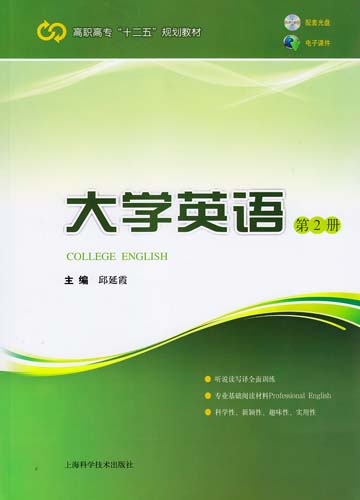 高职高专“十二五”规划教材
配套光盘
电子课件
大学英语 第2册
COLLEGE ENGLISH
主编 邱延霞
听说读写译全面训练
专业基础阅读材料Professional English
科学性、新颖性、趣味性、实用性
上海科学技术出版社